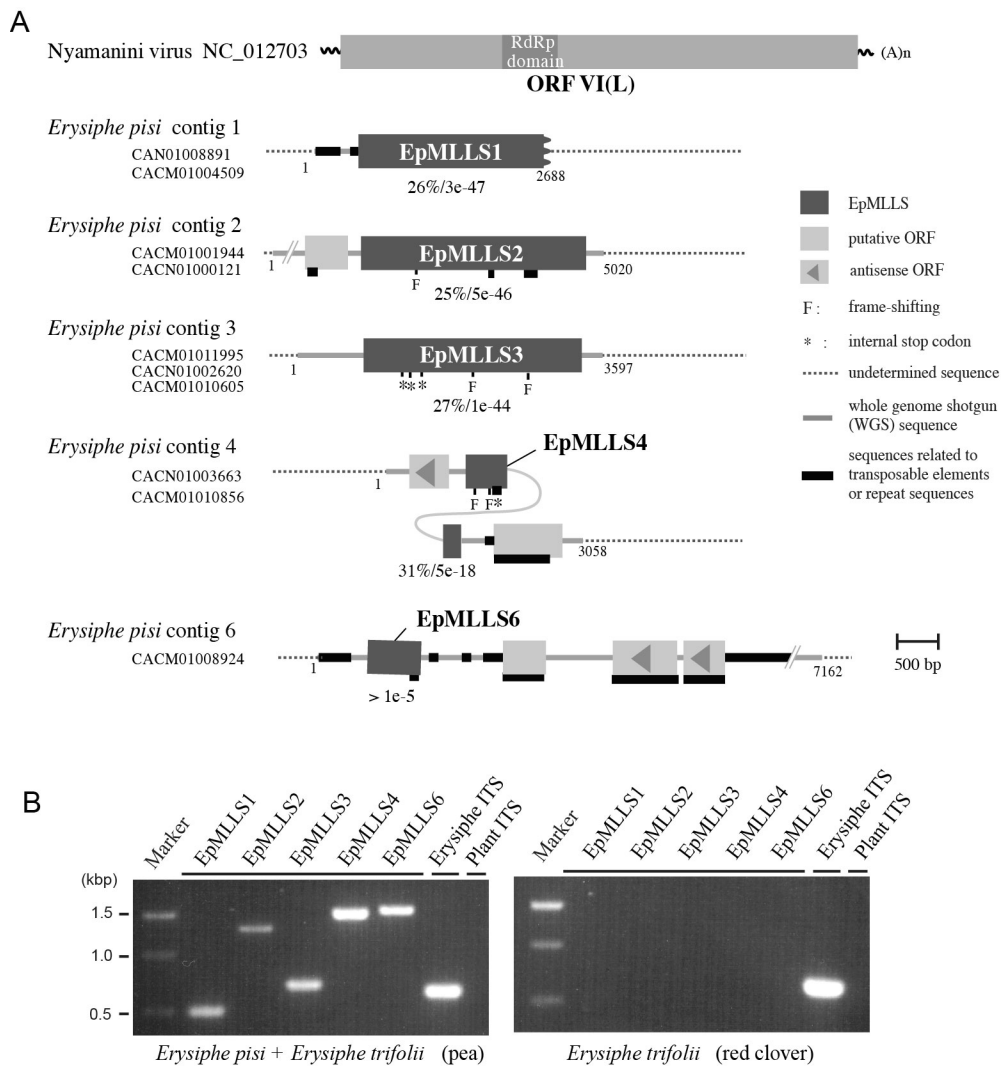 A
Nyamanini virus NC_012703
RdRp
domain
(A)n
ORF VI(L)
Erysiphe pisi contig 1
CAN01008891
CACM01004509
1
EpMLLS1
2688
26%/3e-47
Erysiphe pisi contig 2
CACM01001944
CACN01000121
1
EpMLLS2
5020
F
25%/5e-46
Erysiphe pisi contig 3
CACM01011995
CACN01002620
CACM01010605
1
EpMLLS3
3597
* * * F F
27%/1e-44
Erysiphe pisi contig 4
CACN01003663
CACM01010856
1
EpMLLS4
F F *
3058
31%/5e-18
Erysiphe pisi contig 6
CACM01008924
1
EpMLLS6
7162
> 1e-5
EpMLLS
putative ORF
antisense ORF
F : frame-shifting
* : internal stop codon
undetermined sequence
whole genome shotgun
(WGS) sequence
sequences related to
transposable elements
or repeat sequences
500 bp
B
Marker
EpMLLS1
EpMLLS2
EpMLLS3
EpMLLS4
EpMLLS6
Erysiphe ITS
Plant ITS
(kbp)
1.5
1.0
0.5
Erysiphe pisi + Erysiphe trifolii (pea)
Marker
EpMLLS1
EpMLLS2
EpMLLS3
EpMLLS4
EpMLLS6
Erysiphe ITS
Plant ITS
Erysiphe trifolii (red clover)